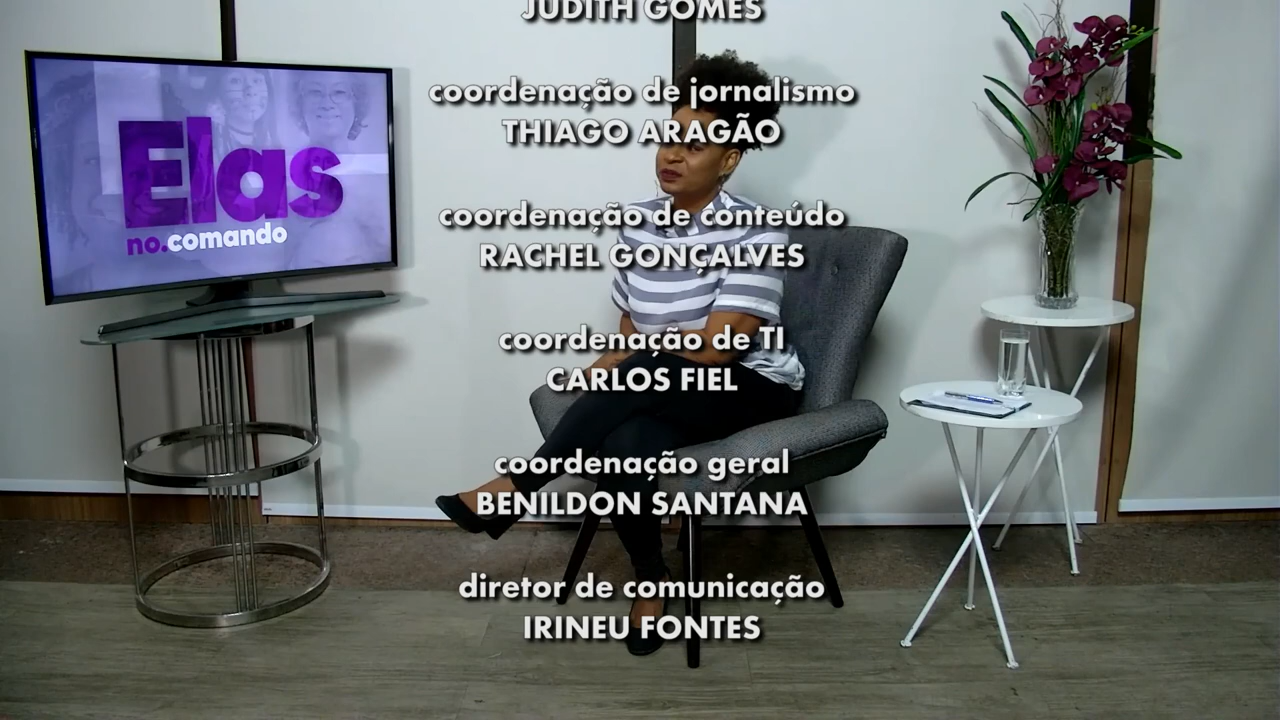 JUDITH GOMES
coordenação de jornalismo
THIAGO ARAGÃO
coordenação de conteúdo
RACHEL GONÇALVES
coordenação de TI
CARLOS FIEL
coordenação geral
BENILDON SANTANA
diretor de comunicação
IRINEU FONTES
Elas
no.comando